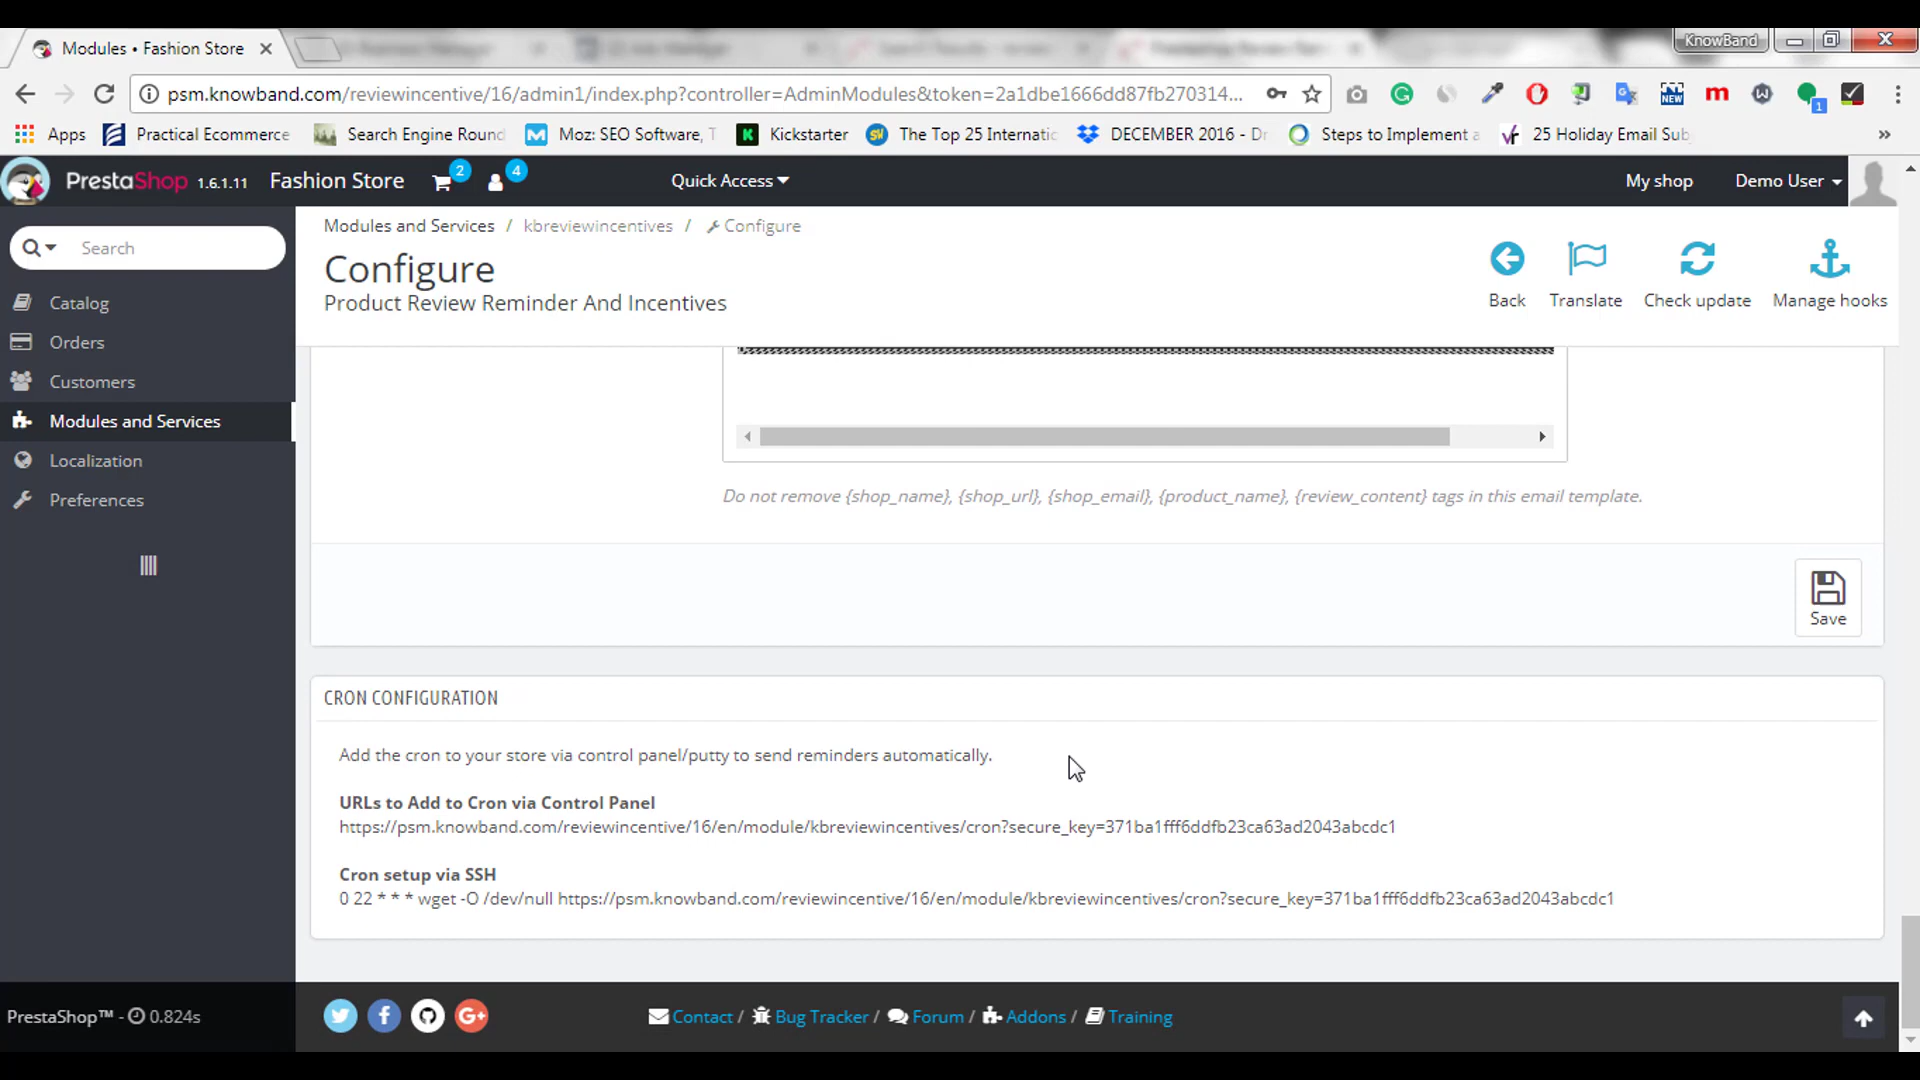 Modules • Fashion Store
KnowBand
psm.knowband.com/reviewincentive/16/admin1/index.php?controller=AdminModules&token=2a1dbe1666dd87fb270314...
NEW
m
1
Apps
Practical Ecommerce
Search Engine Round
Moz: SEO Software, T
Kickstarter
The Top 25 Internatic
DECEMBER 2016 - Dr
Steps to Implement a
25 Holiday Email Sub
»
PrestaShop 1.6.1.11
Fashion Store
2
4
Quick Access
My shop
Demo User
Search
Modules and Services / kbreviewincentives / Configure
Configure
Product Review Reminder And Incentives
Back
Translate
Check update
Manage hooks
Catalog
Orders
Customers
Modules and Services
Localization
Preferences
Do not remove {shop_name}, {shop_url}, {shop_email}, {product_name}, {review_content} tags in this email template.
Save
CRON CONFIGURATION
Add the cron to your store via control panel/putty to send reminders automatically.
URLs to Add to Cron via Control Panel
https://psm.knowband.com/reviewincentive/16/en/module/kbreviewincentives/cron?secure_key=371ba1fff6ddfb23ca63ad2043abcdc1
Cron setup via SSH
0 22 * * * wget -O /dev/null https://psm.knowband.com/reviewincentive/16/en/module/kbreviewincentives/cron?secure_key=371ba1fff6ddfb23ca63ad2043abcdc1
PrestaShop™ - 0.824s
Contact / Bug Tracker / Forum / Addons / Training